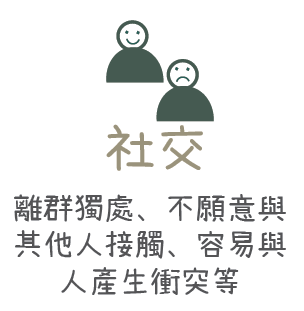 社交
離群獨處、不願意與
其他人接觸、容易與
人產生衝突等